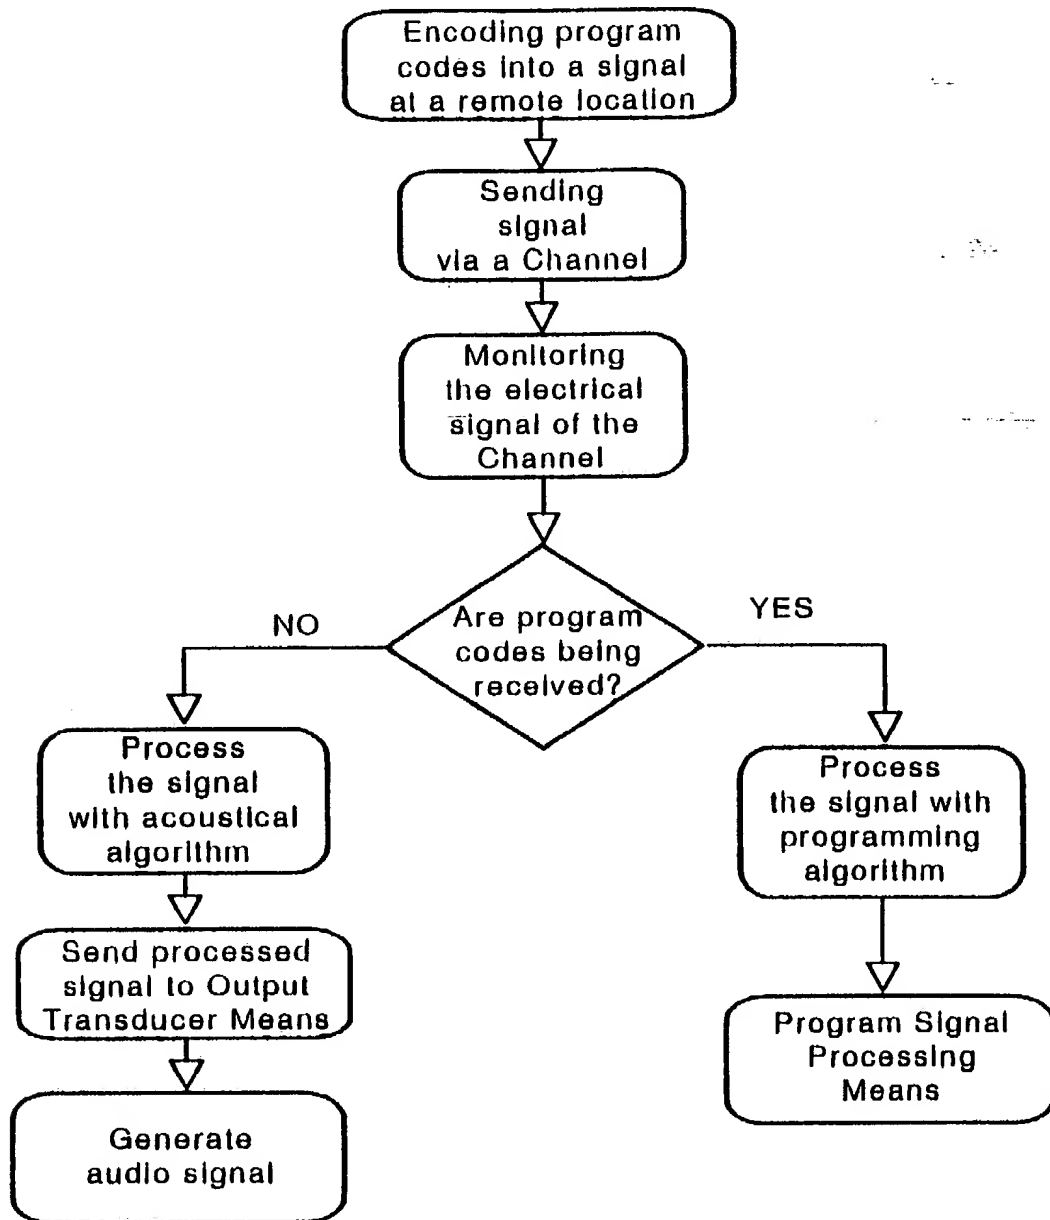 Encoding program
codes into a signal
at a remote location
Sending
signal
via a Channel
Monitoring
the electrical
signal of the
Channel
Are program
codes being
received?
NO
YES
Process
the signal
with acoustical
algorithm
Process
the signal with
programming
algorithm
Send processed
signal to Output
Transducer Means
Program Signal
Processing
Means
Generate
audio signal